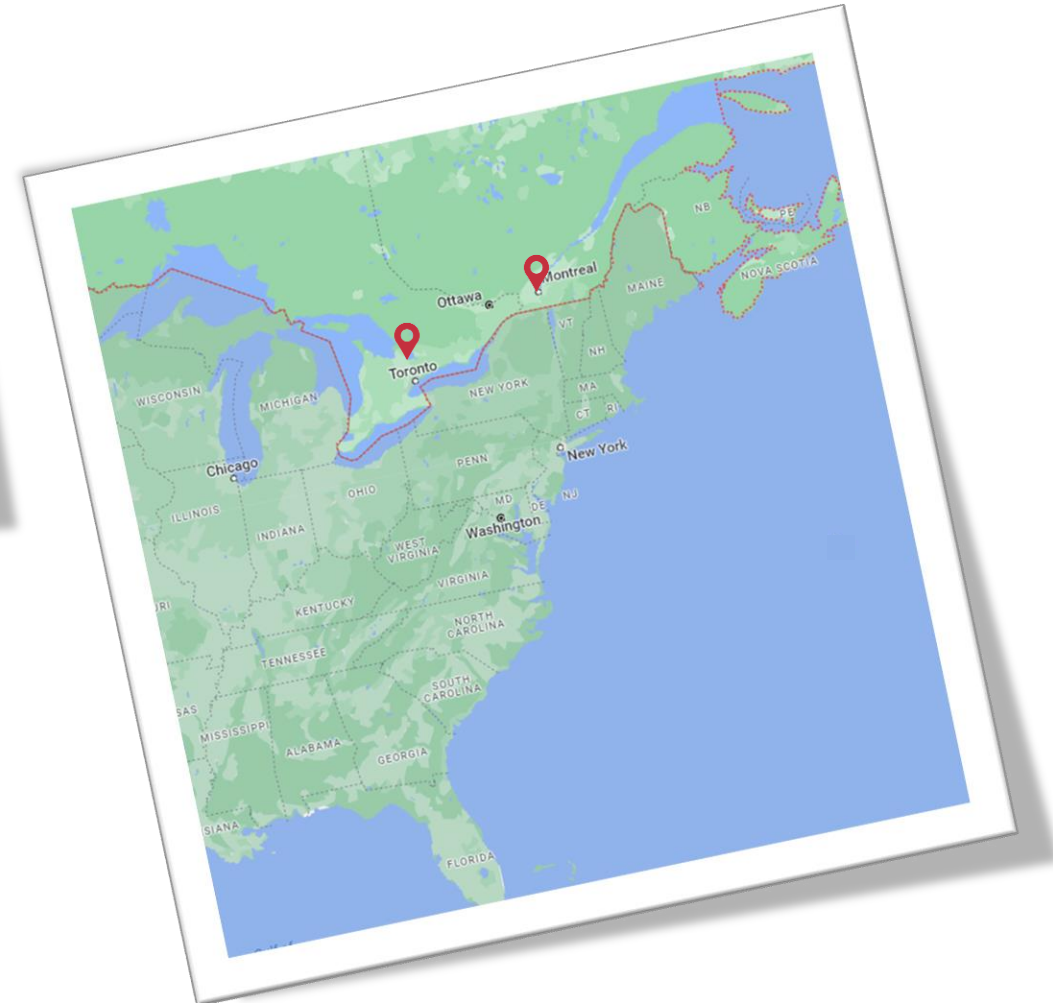 NB
PE
NOVA SCOTIA
Montreal
Ottawa
MAINE
VT
Toronto
NH
WISCONSIN
MICHIGAN
NEW YORK
MA
CT
RI
Chicago
New York
PENN
OHIO
MD
NJ
DE
ILLINOIS
INDIANA
Washington
WEST
VIRGINIA
VIRGINIA
KENTUCKY
NORTH
CAROLINA
TENNESSEE
SOUTH
CAROLINA
MISSISSIPPI
ALABAMA
GEORGIA
SIANA
FLORIDA